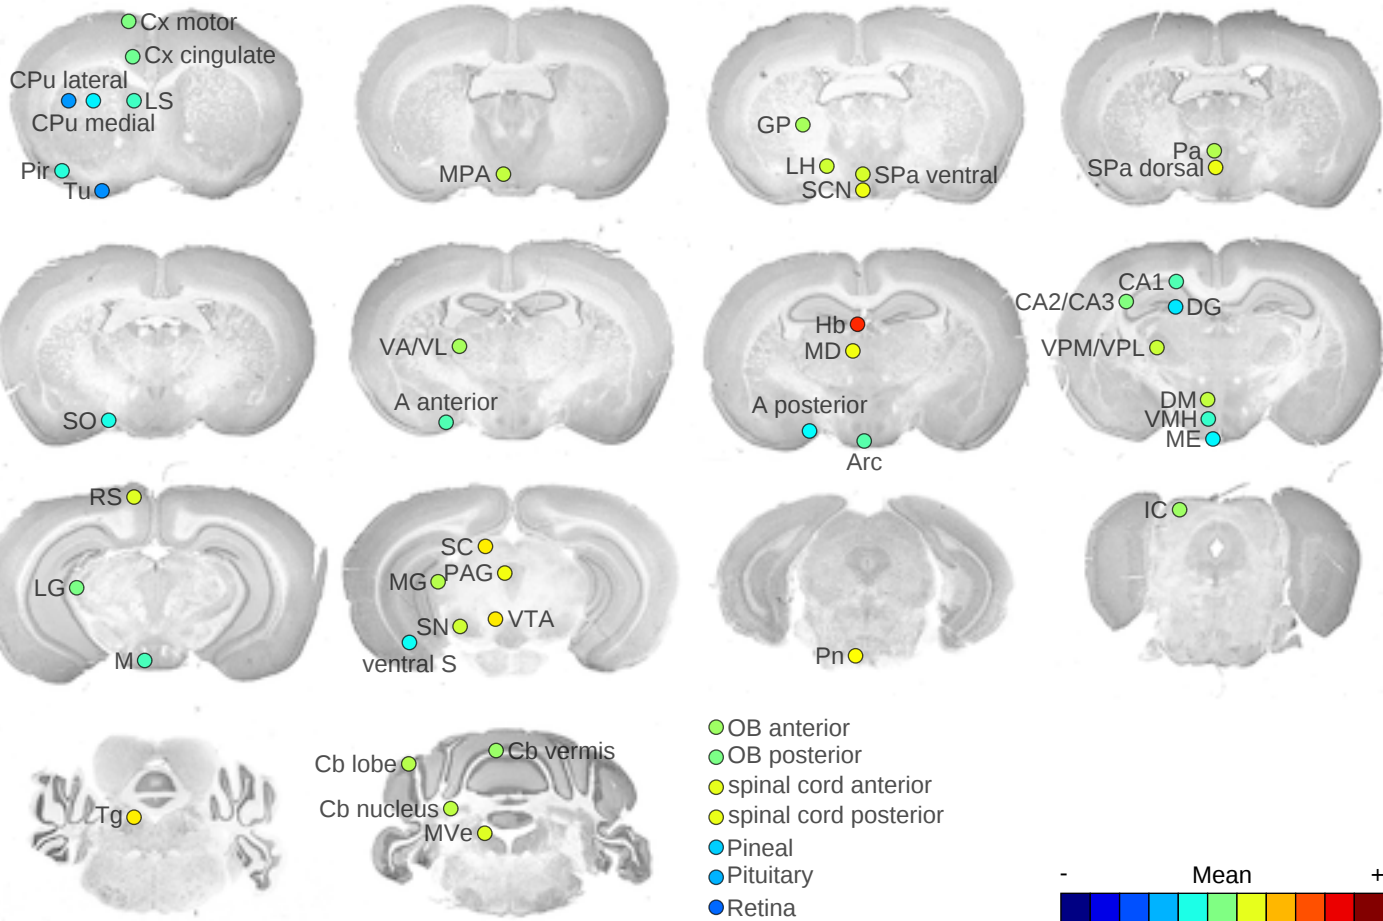 Cx motor
Cx cingulate
CPu lateral
LS
CPu medial
Pir
Tu
MPA
GP
LH
SPa ventral
SCN
Pa
SPa dorsal
SO
VA/VL
A anterior
Hb
MD
A posterior
Arc
CA1
CA2/CA3
DG
VPM/VPL
DM
VMH
ME
RS
LG
M
SC
PAG
MG
VTA
SN
ventral S
Pn
IC
Tg
Cb vermis
Cb lobe
Cb nucleus
MVe
OB anterior
OB posterior
spinal cord anterior
spinal cord posterior
Pineal
Pituitary
Retina
- Mean +